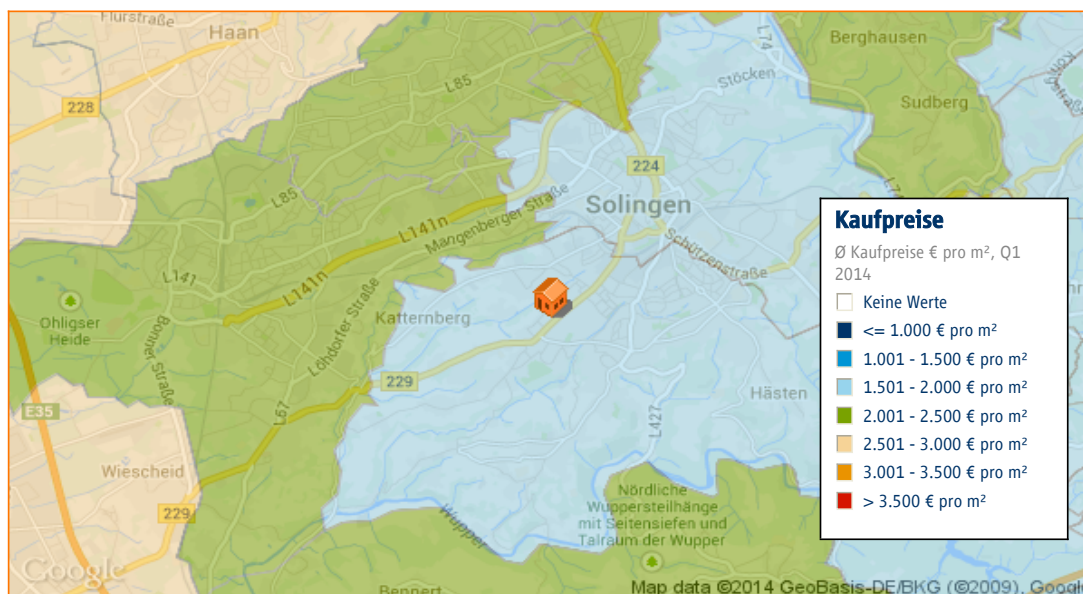 Flurstraße
Haan
L74
Berghausen
Stöcken
L85
228
Sudberg
224
L85
Solingen
Mangenberger Straße
L141n
Schützenstraße
L141
L141n
Ohligser
Heide
Katternberg
Bonner Straße
Löhdorfer Straße
229
Hästen
E35
L67
L427
Wiescheid
229
Nördliche
Wuppersteilhänge
mit Seitensiefen und
Talraum der Wupper
Wupper
Google
Bennert
Map data ©2014 GeoBasis-DE/BKG (©2009), Google
Kaufpreise
Ø Kaufpreise € pro m², Q1
2014
Keine Werte
<= 1.000 € pro m²
1.001 - 1.500 € pro m²
1.501 - 2.000 € pro m²
2.001 - 2.500 € pro m²
2.501 - 3.000 € pro m²
3.001 - 3.500 € pro m²
> 3.500 € pro m²